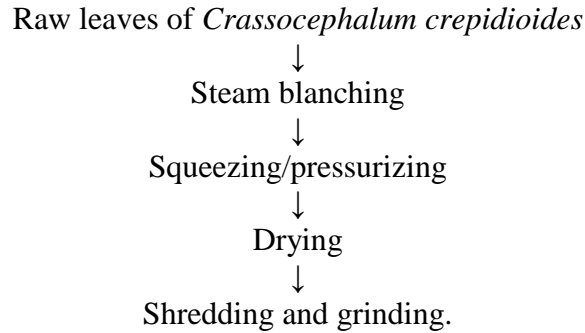 Raw leaves of Crassocephalum crepidioides
↓
Steam blanching
↓
Squeezing/pressurizing
↓
Drying
↓
Shredding and grinding.